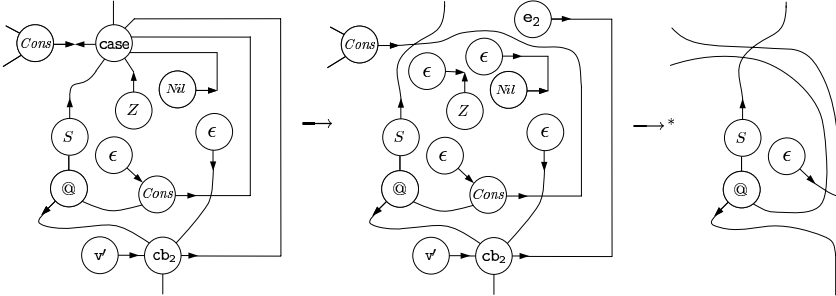 Cons case Nil Z S ϵ ϵ @ Cons v′ cb₂
Cons e₂ ϵ ϵ Nil Z S ϵ ϵ @ Cons v′ cb₂
* S ϵ @